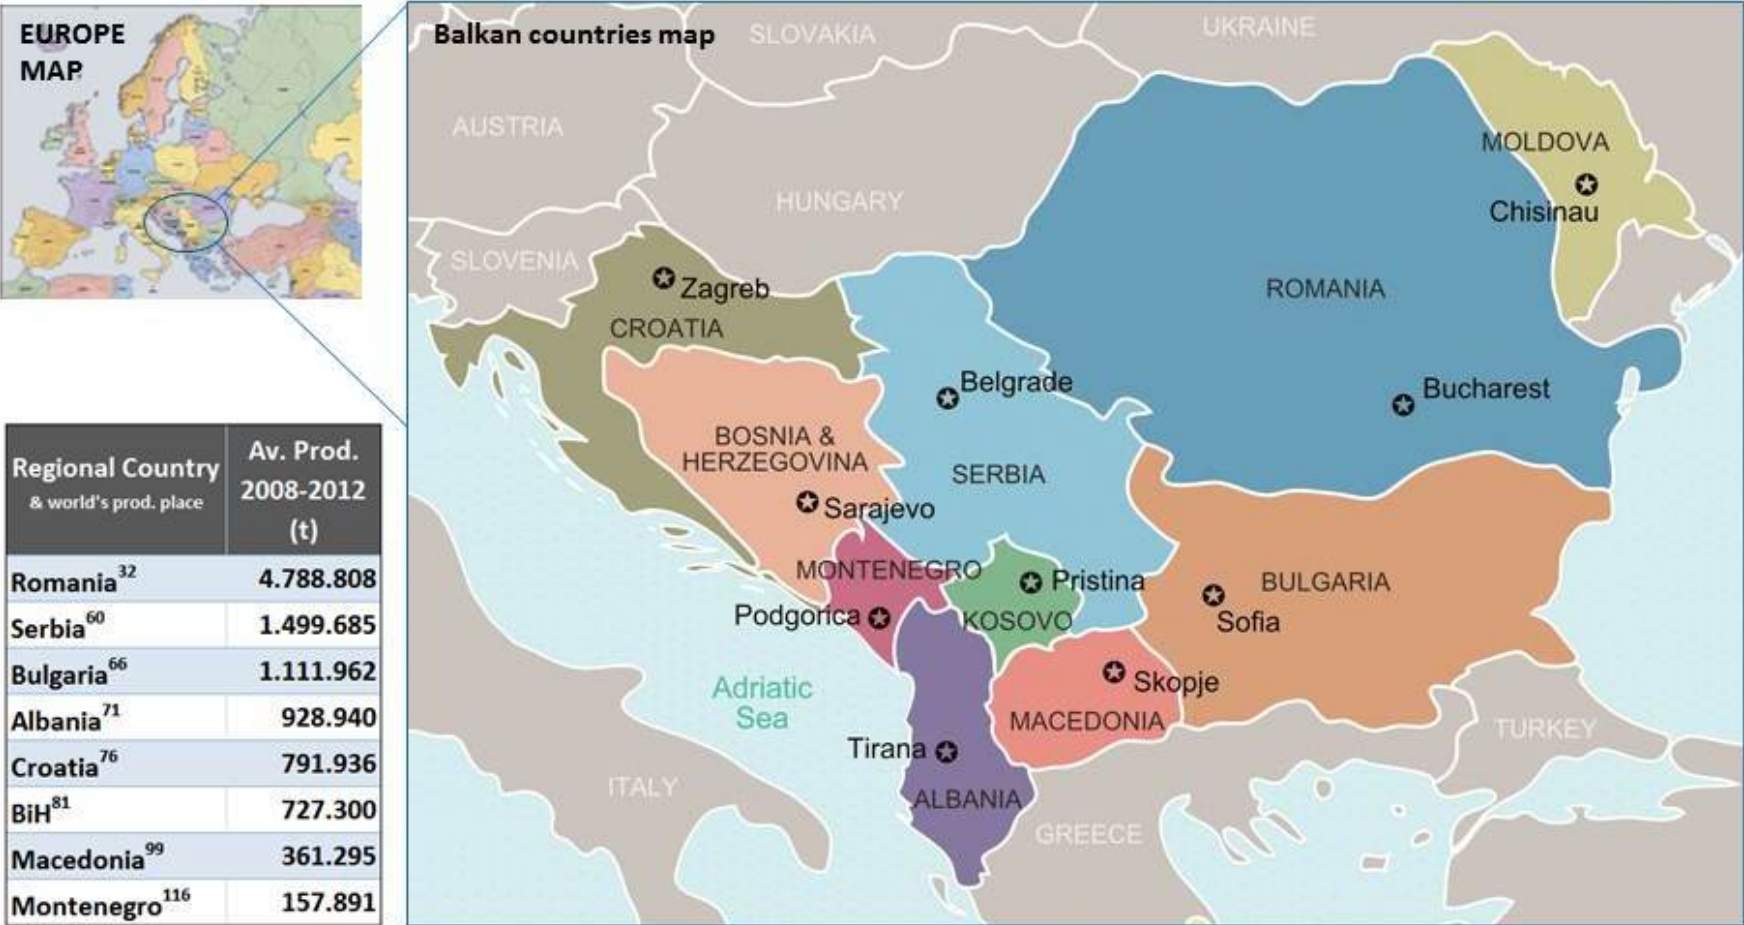 EUROPE
MAP
Balkan countries map
SLOVAKIA
UKRAINE
AUSTRIA
MOLDOVA
Chisinau
HUNGARY
SLOVENIA
Zagreb
CROATIA
ROMANIA
Belgrade
Bucharest
BOSNIA &
HERZEGOVINA
SERBIA
Sarajevo
MONTENEGRO
Pristina
BULGARIA
Podgorica
KOSOVO
Sofia
Adriatic
Sea
Skopje
MACEDONIA
TURKEY
Tirana
ITALY
ALBANIA
GREECE
Regional Country
& world's prod. place
Av. Prod.
2008-2012
(t)
Romania32 4.788.808
Serbia60 1.499.685
Bulgaria66 1.111.962
Albania71 928.940
Croatia76 791.936
BiH81 727.300
Macedonia99 361.295
Montenegro116 157.891